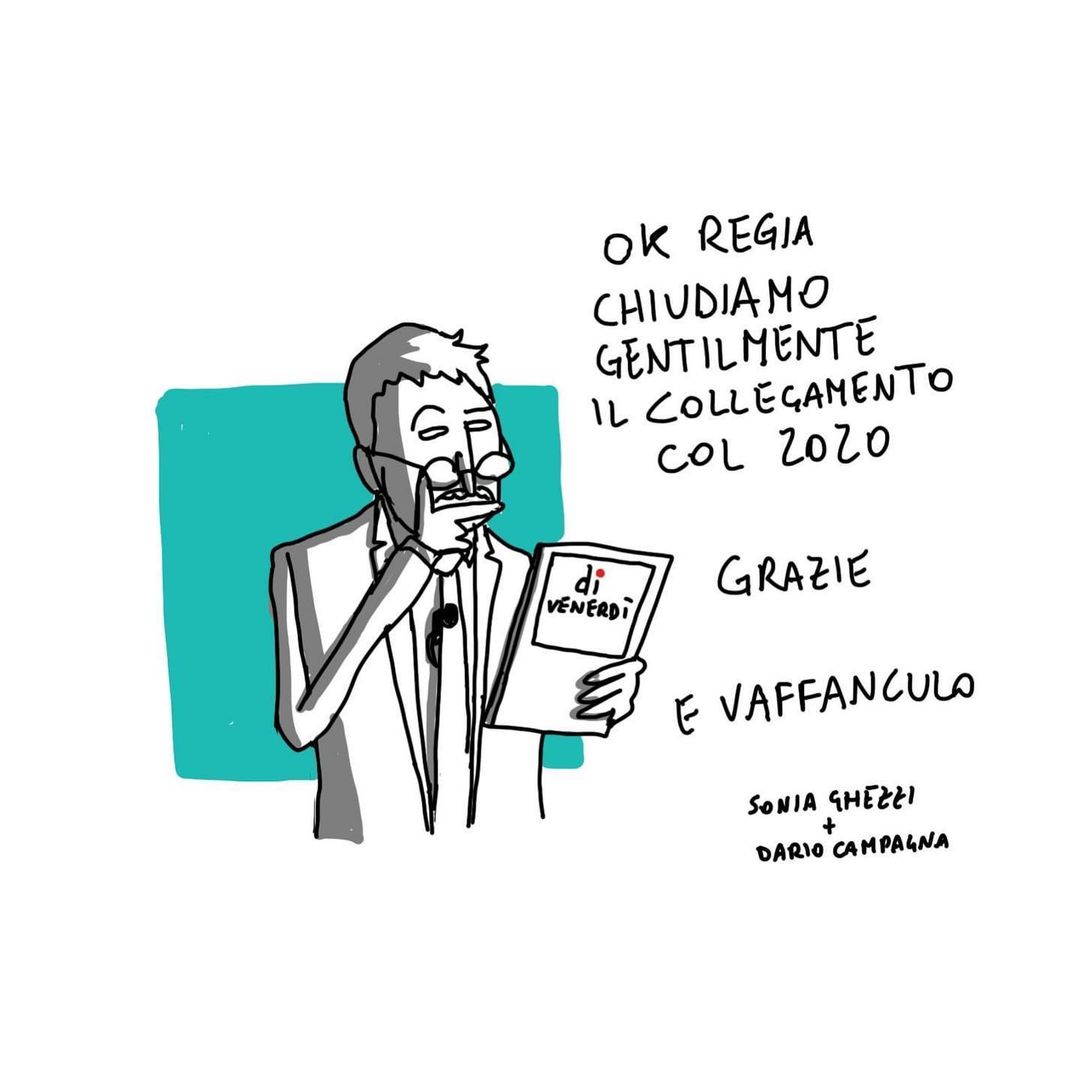 OK REGIA
CHIUDIAMO
GENTILMENTE
IL COLLEGAMENTO
COL 2020
GRAZIE
E VAFFANCULO
di
VENERDÌ
SONIA GHEZZI
+
DARIO CAMPAGNA